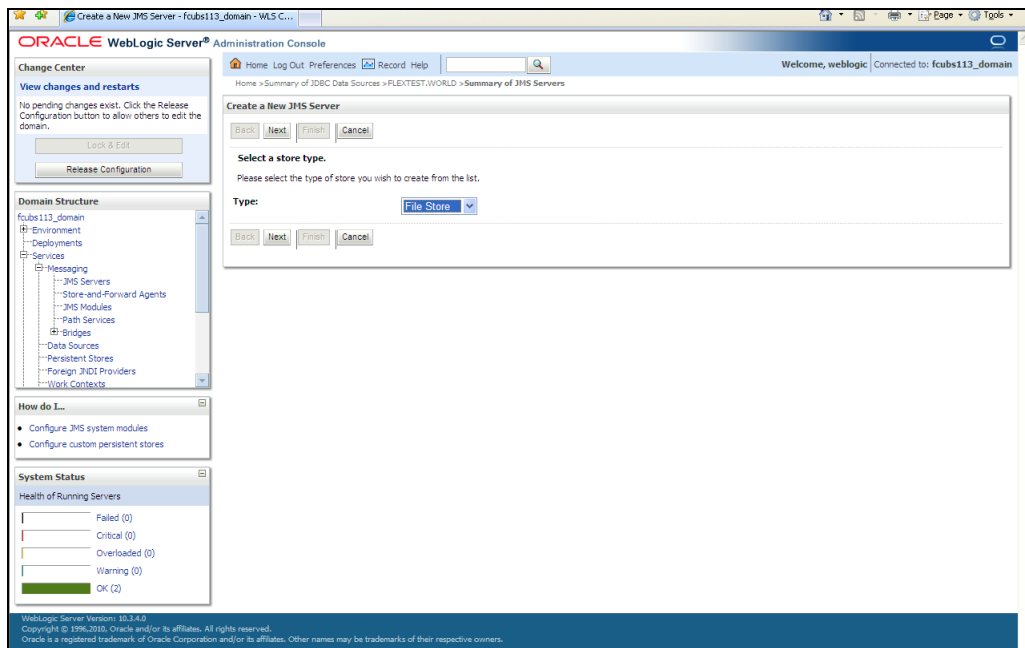 Create a New JMS Server - fcubs113_domain - WLS C...
Page
Tools
ORACLE WebLogic Server® Administration Console
Change Center
View changes and restarts
No pending changes exist. Click the Release
Configuration button to allow others to edit the
domain.
Lock & Edit
Release Configuration
Domain Structure
fcubs113_domain
Environment
Deployments
Services
Messaging
JMS Servers
Store-and-Forward Agents
JMS Modules
Path Services
Bridges
Data Sources
Persistent Stores
Foreign JNDI Providers
Work Contexts
How do I...
Configure JMS system modules
Configure custom persistent stores
System Status
Health of Running Servers
Failed (0)
Critical (0)
Overloaded (0)
Warning (0)
OK (2)
Home Log Out Preferences Record Help
Welcome, weblogic Connected to: fcubs113_domain
Home >Summary of JDBC Data Sources >FLEXTEST.WORLD >Summary of JMS Servers
Create a New JMS Server
Back Next Finish Cancel
Select a store type.
Please select the type of store you wish to create from the list.
Type: File Store
Back Next Finish Cancel
WebLogic Server Version: 10.3.4.0
Copyright © 1996,2010, Oracle and/or its affiliates. All rights reserved.
Oracle is a registered trademark of Oracle Corporation and/or its affiliates. Other names may be trademarks of their respective owners.